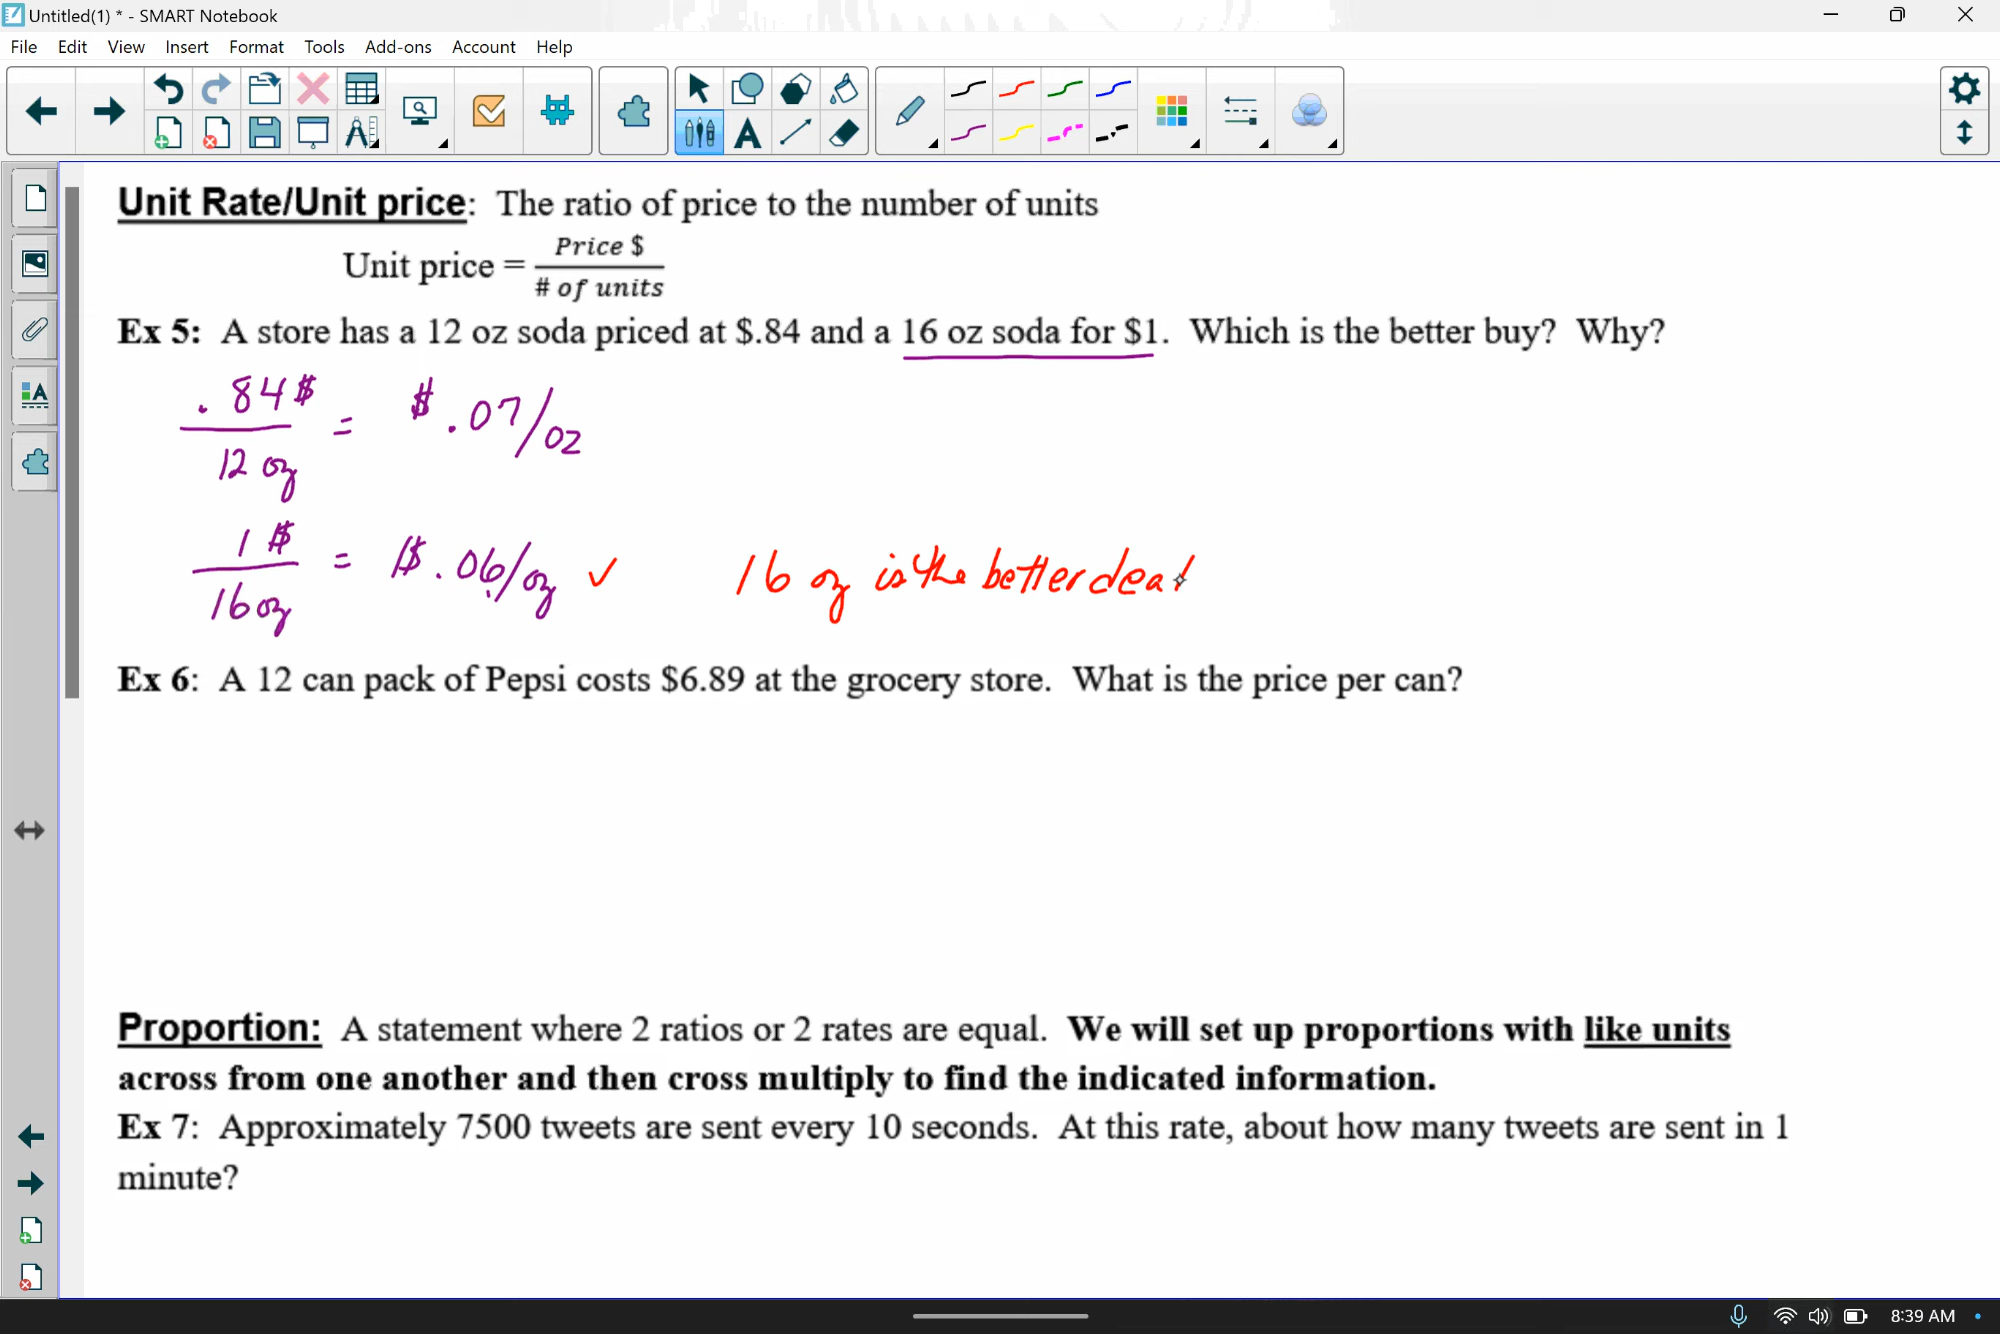 Untitled(1) * - SMART Notebook
File Edit View Insert Format Tools Add-ons Account Help
Unit Rate/Unit price: The ratio of price to the number of units
Unit price = Price $ / # of units
Ex 5: A store has a 12 oz soda priced at $.84 and a 16 oz soda for $1. Which is the better buy? Why?
.84$ / 12 oz = $.07/oz
1 $ / 16 oz = $.06/oz ✓ 16 oz is the better deal
Ex 6: A 12 can pack of Pepsi costs $6.89 at the grocery store. What is the price per can?
Proportion: A statement where 2 ratios or 2 rates are equal. We will set up proportions with like units
across from one another and then cross multiply to find the indicated information.
Ex 7: Approximately 7500 tweets are sent every 10 seconds. At this rate, about how many tweets are sent in 1
minute?
8:39 AM